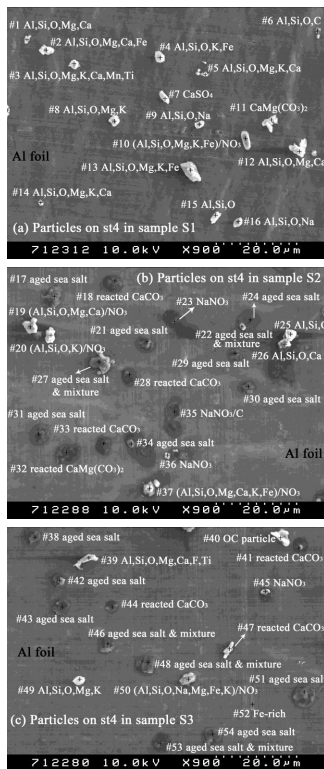 #1 Al,Si,O,Mg,Ca
#6 Al,Si,O,C
#2 Al,Si,O,Mg,Ca,Fe
#4 Al,Si,O,K,Fe
#3 Al,Si,O,Mg,K,Ca,Mn,Ti
#5 Al,Si,O,Mg,K,Ca
#7 CaSO₄
#8 Al,Si,O,Mg,K
#9 Al,Si,O,Na
#11 CaMg(CO₃)₂
#10 (Al,Si,O,Mg,K,Fe)/NO₃
Al foil
#12 Al,Si,O,Mg,Ca
#13 Al,Si,O,Mg,K,Fe
#14 Al,Si,O,Mg,K,Ca
#15 Al,Si,O
#16 Al,Si,O,Na
(a) Particles on st4 in sample S1
712312 10.0kV X900 20.0μm
(b) Particles on st4 in sample S2
#17 aged sea salt
#18 reacted CaCO₃
#23 NaNO₃
#24 aged sea salt
#19 (Al,Si,O,Mg,Ca)/NO₃
#21 aged sea salt
#22 aged sea salt
& mixture
#25 Al,Si,O
#20 (Al,Si,O,K)/NO₃
#29 aged sea salt
#26 Al,Si,O,Ca
#27 aged sea salt
& mixture
#28 reacted CaCO₃
#30 aged sea salt
#31 aged sea salt
#35 NaNO₃/C
#33 reacted CaCO₃
#34 aged sea salt
Al foil
#32 reacted CaMg(CO₃)₂
#36 NaNO₃
#37 (Al,Si,O,Mg,Ca,K,Fe)/NO₃
712288 10.0kV X900 20.0μm
#38 aged sea salt
#40 OC particle
#39 Al,Si,O,Mg,Ca,F,Ti
#41 reacted CaCO₃
#42 aged sea salt
#45 NaNO₃
#43 aged sea salt
#44 reacted CaCO₃
#46 aged sea salt & mixture
#47 reacted CaCO₃
Al foil
#48 aged sea salt & mixture
#49 Al,Si,O,Mg,K
#50 (Al,Si,O,Na,Mg,Fe,K)/NO₃
#51 aged sea salt
#52 Fe-rich
(c) Particles on st4 in sample S3
#54 aged sea salt
#53 aged sea salt & mixture
712280 10.0kV X900 20.0μm